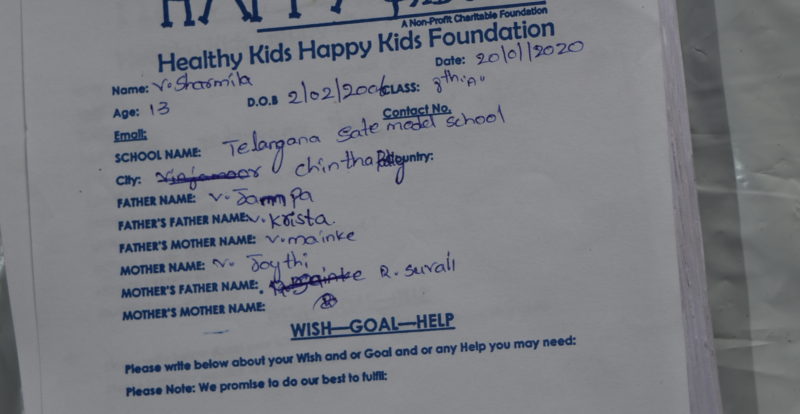 HAPPY
A Non-Profit Charitable Foundation
Healthy Kids Happy Kids Foundation
Date: 20/01/2020
Name: V. Sharmila
Age: 13 D.O.B 2/02/2006 CLASS: 8th "A"
Email: Contact No.
SCHOOL NAME: Telangana Sate model school
City: chinthapally Country:
FATHER NAME: V. Jammpa
FATHER'S FATHER NAME: V. Krista.
FATHER'S MOTHER NAME: V. mainke
MOTHER NAME: V. Joythi
MOTHER'S FATHER NAME: R. Suvali
MOTHER'S MOTHER NAME:
WISH—GOAL—HELP
Please write below about your Wish and or Goal and or any Help you may need:
Please Note: We promise to do our best to fulfil: